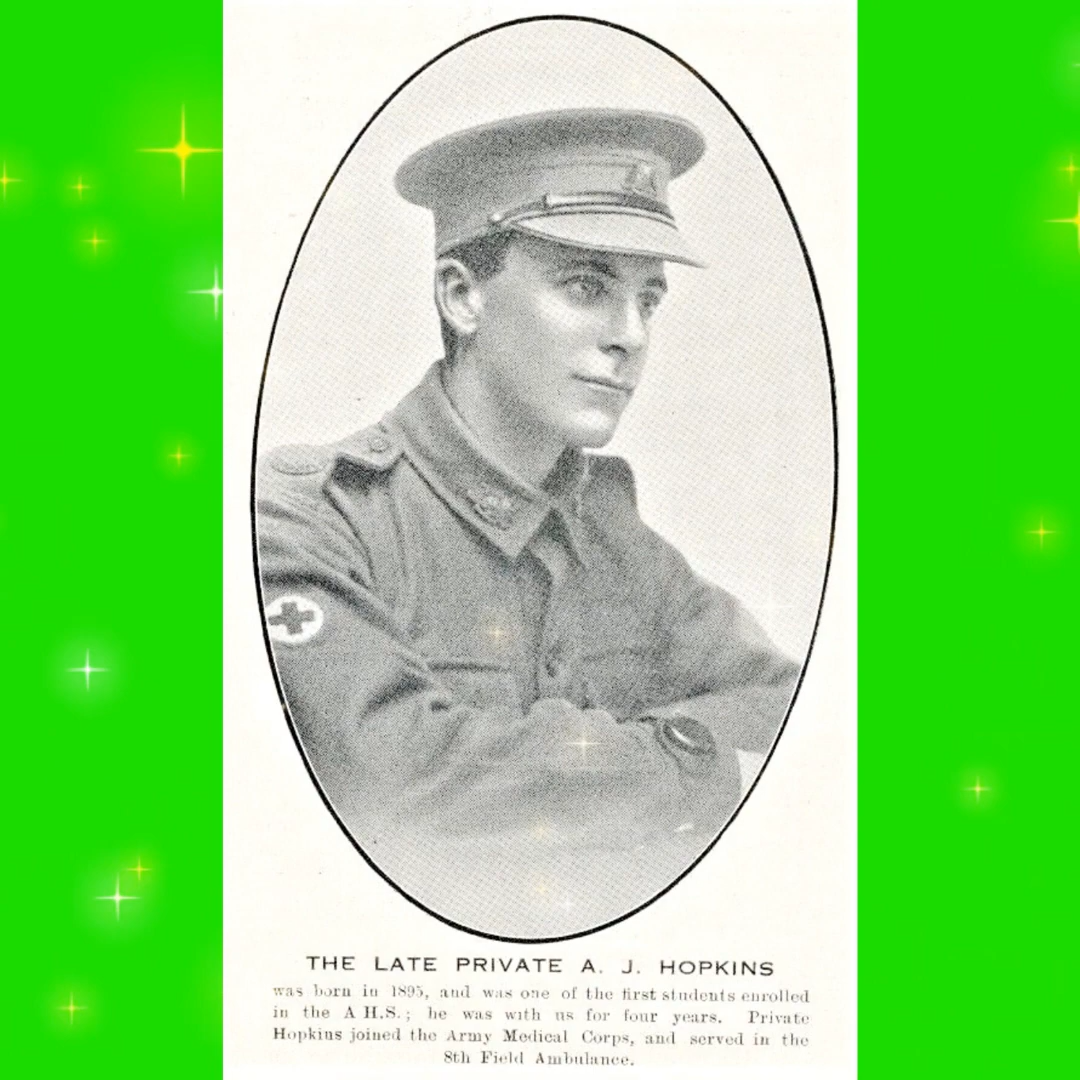 THE LATE PRIVATE A. J. HOPKINS
was born in 1895, and was one of the first students enrolled
in the A H.S.; he was with us for four years. Private
Hopkins joined the Army Medical Corps, and served in the
8th Field Ambulance.